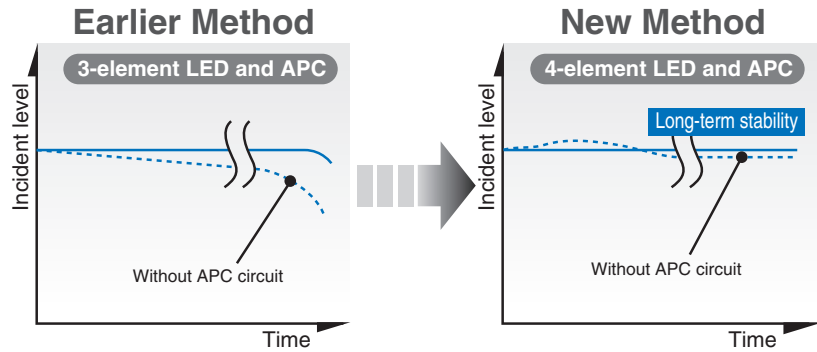 Earlier Method
3-element LED and APC
Incident level
Without APC circuit
Time
New Method
4-element LED and APC
Long-term stability
Incident level
Without APC circuit
Time